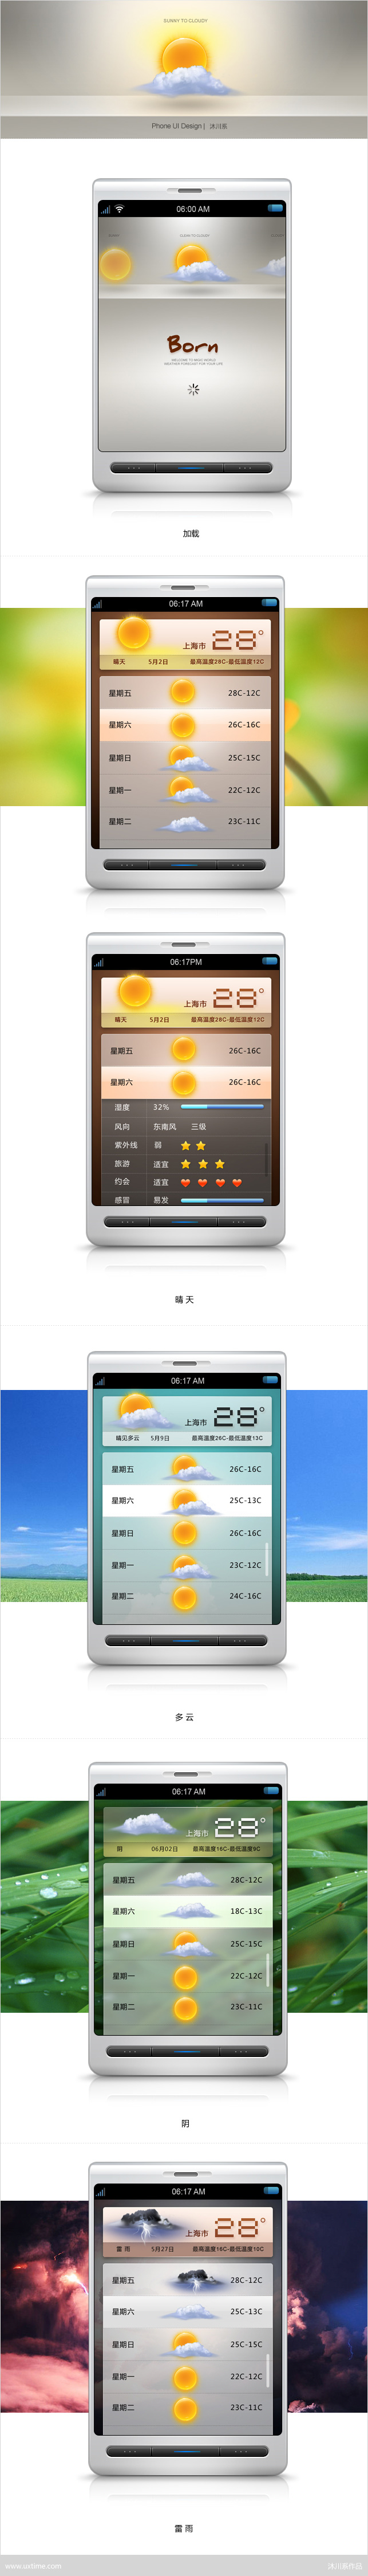 SUNNY TO CLOUDY
Phone UI Design | 沐川系
06:00 AM
SUNNY
SUNNY TO CLOUDY
Born
WELCOME TO MEEK WORLD
WEATHER FORECAST FOR YOUR LIFE
加载
06:17 AM
上海市 28°
晴天 5月2日 最高温度28C-最低温度12C
星期五 28C-12C
星期六 26C-16C
星期日 25C-15C
星期一 22C-12C
星期二 23C-11C
06:17PM
上海市 28°
晴天 5月2日 最高温度28C-最低温度12C
星期五 26C-16C
星期六 26C-16C
湿度 32%
风向 东南风 三级
紫外线 弱
旅游 适宜
约会 适宜
感冒 易发
晴天
06:17 AM
上海市 28°
晴见多云 5月9日 最高温度26C-最低温度13C
星期五 26C-16C
星期六 25C-13C
星期日 26C-16C
星期一 23C-12C
星期二 24C-16C
多云
06:17 AM
上海市 28°
阴 06月02日 最高温度16C-最低温度9C
星期五 28C-12C
星期六 18C-13C
星期日 25C-15C
星期一 22C-12C
星期二 23C-11C
阴
06:17 AM
上海市 28°
雷雨 5月27日 最高温度16C-最低温度10C
星期五 28C-12C
星期六 25C-13C
星期日 25C-15C
星期一 22C-12C
星期二 23C-11C
雷雨
www.uxtime.com 沐川系作品